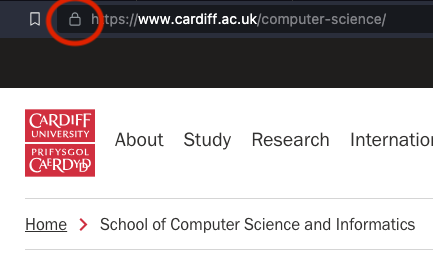 https://www.cardiff.ac.uk/computer-science/
CARDIFF
UNIVERSITY
PRIFYSGOL
CAERDYDD
About Study Research Internatio
Home School of Computer Science and Informatics